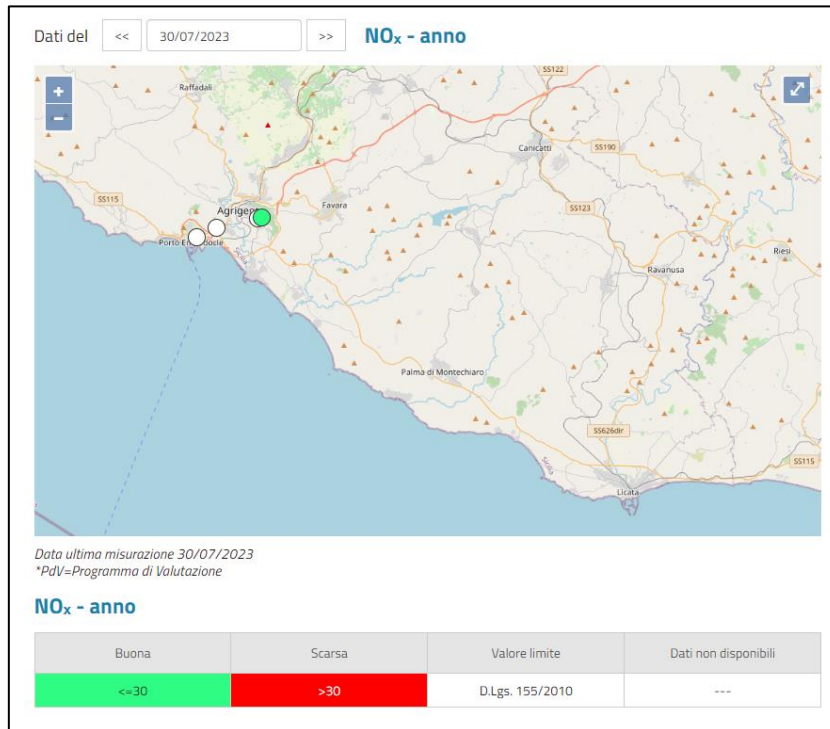 Dati del << 30/07/2023 >> NOx - anno
+
−
SS122
Raffadali
Canicattì
SS190
SS115
Favara
SS123
Porto Empedocle
Riesi
Ravanusa
Palma di Montechiaro
SS626dir
Sicilia
SS115
Licata
Data ultima misurazione 30/07/2023
*PdV=Programma di Valutazione
NOx - anno
Buona Scarsa Valore limite Dati non disponibili
<=30 >30 D.Lgs. 155/2010 ---